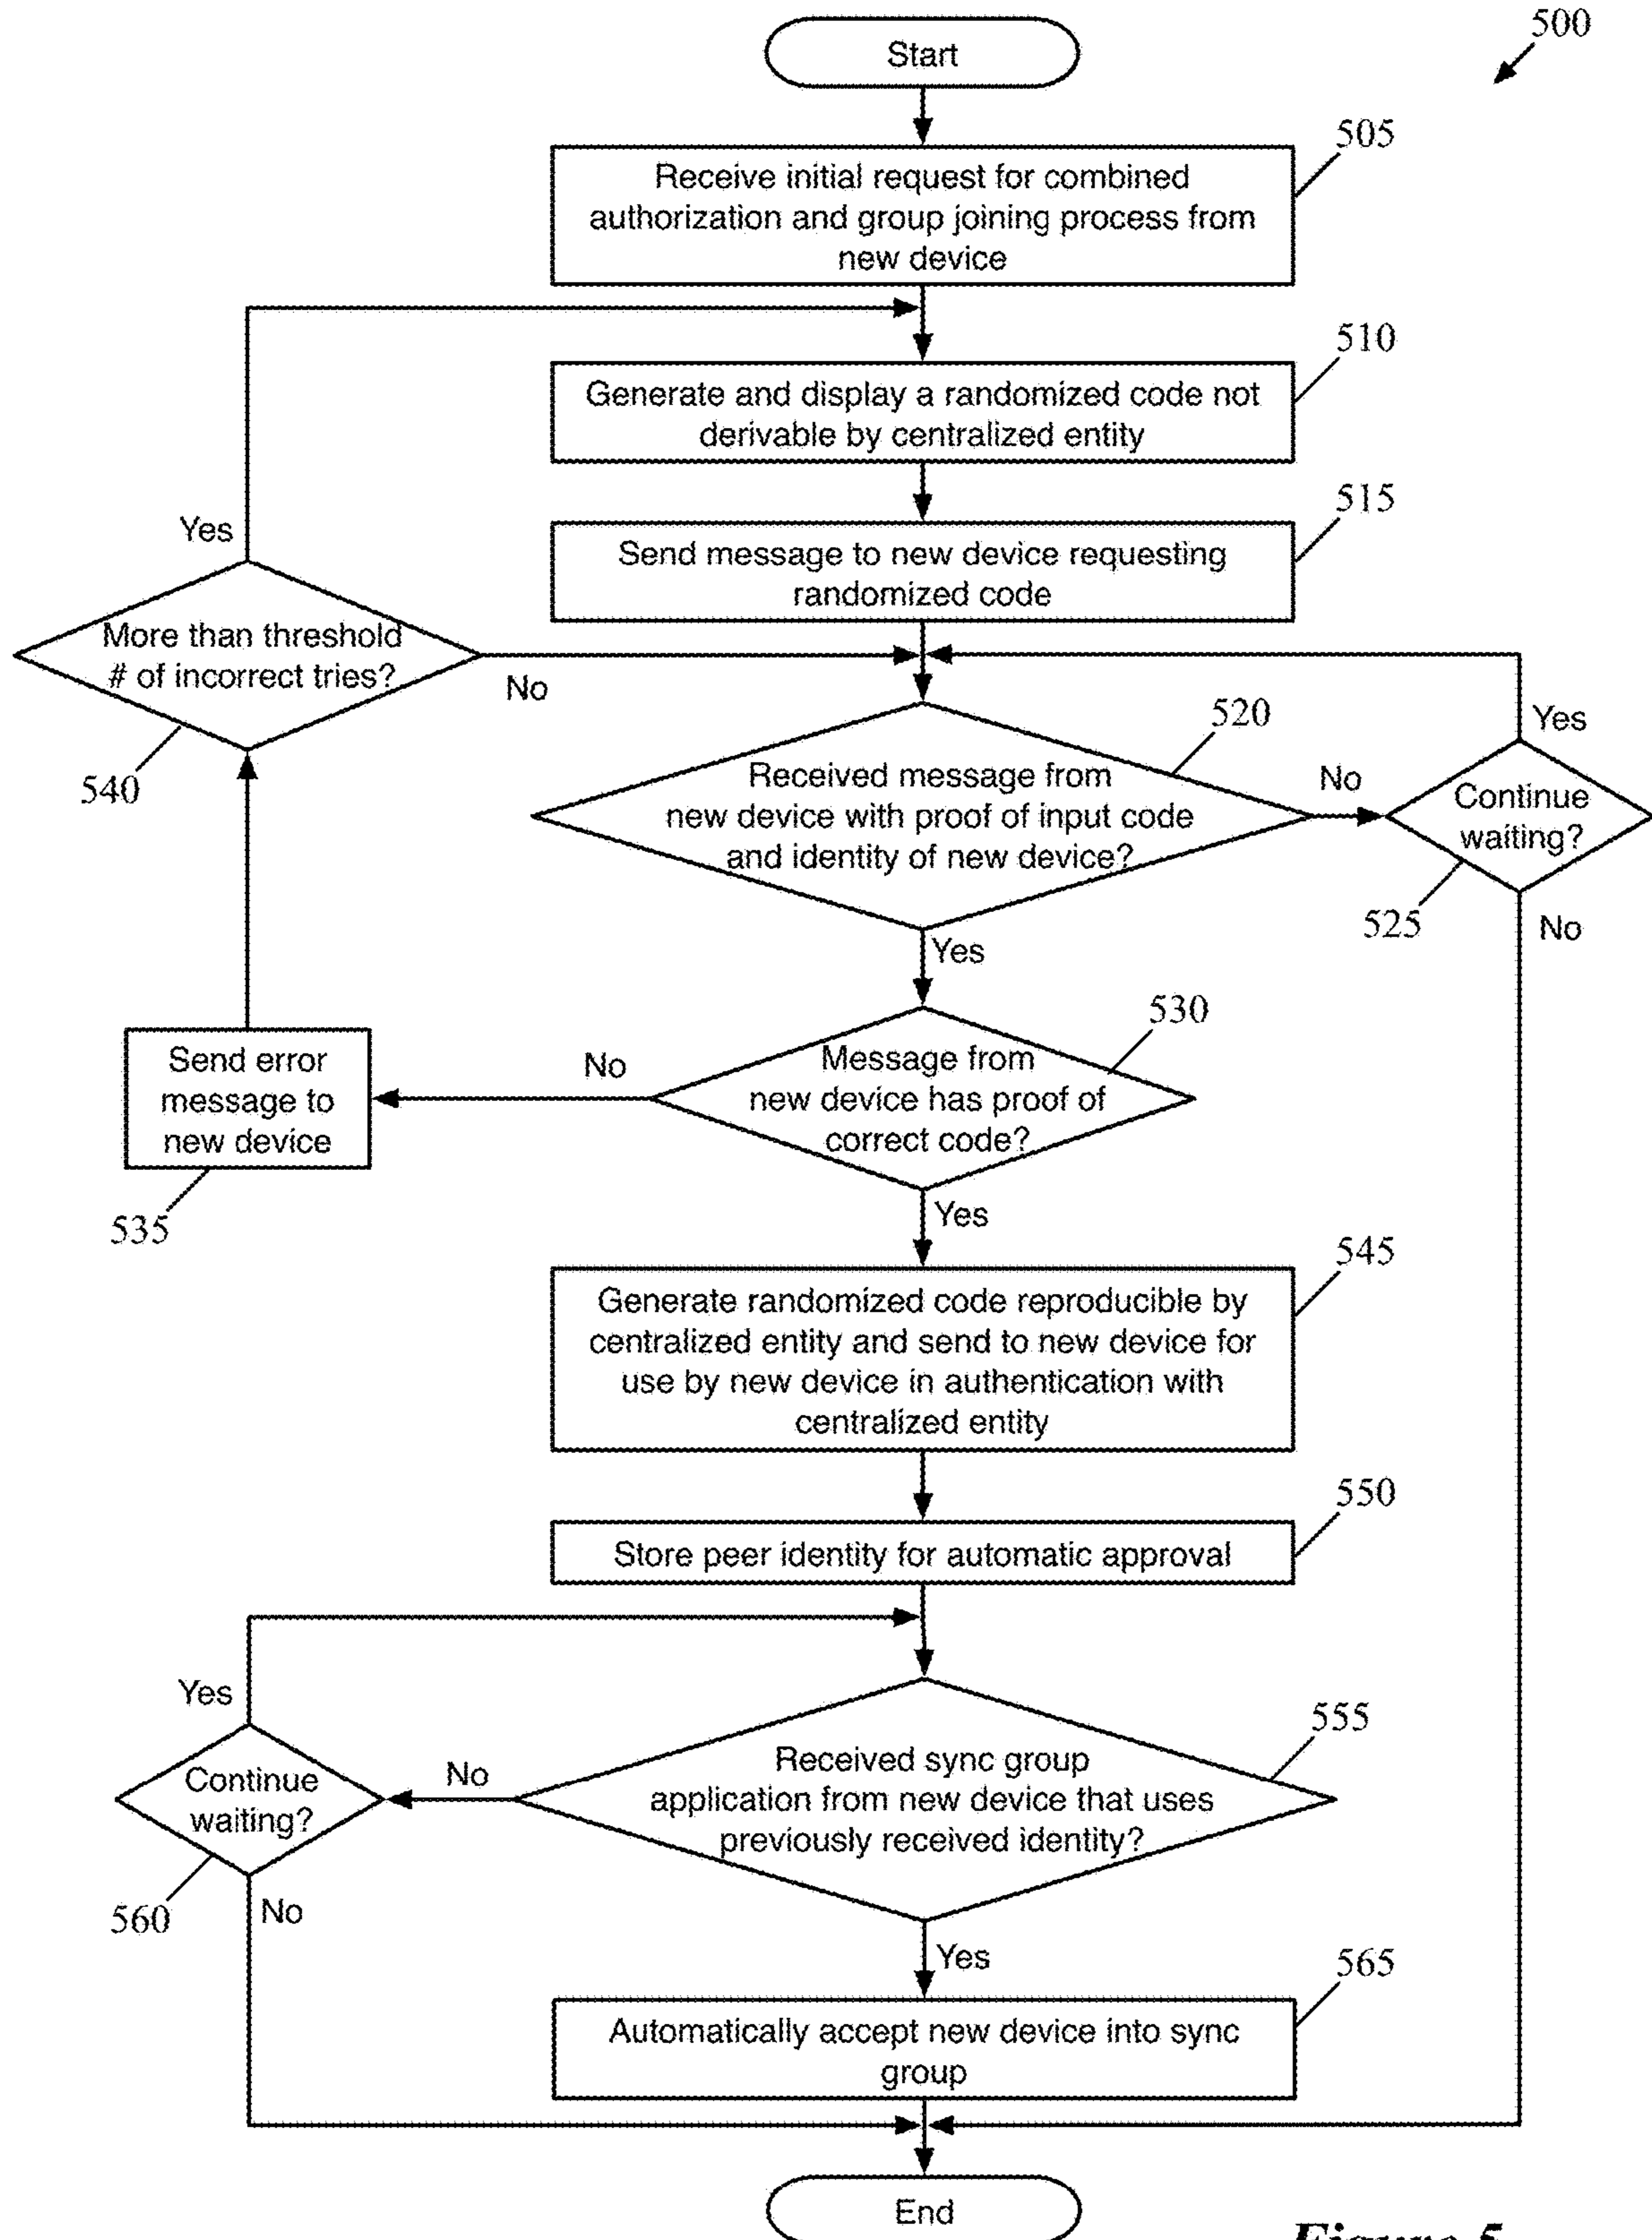 Start
500
505
Receive initial request for combined
authorization and group joining process from
new device
510
Generate and display a randomized code not
derivable by centralized entity
515
Send message to new device requesting
randomized code
Yes
More than threshold
# of incorrect tries?
No
540
520
Received message from
new device with proof of input code
and identity of new device?
No
Yes
Continue
waiting?
525
No
Yes
530
Message from
new device has proof of
correct code?
No
Send error
message to
new device
535
Yes
545
Generate randomized code reproducible by
centralized entity and send to new device for
use by new device in authentication with
centralized entity
550
Store peer identity for automatic approval
Yes
555
Received sync group
application from new device that uses
previously received identity?
No
Continue
waiting?
560
No
Yes
565
Automatically accept new device into sync
group
End
Figure 5